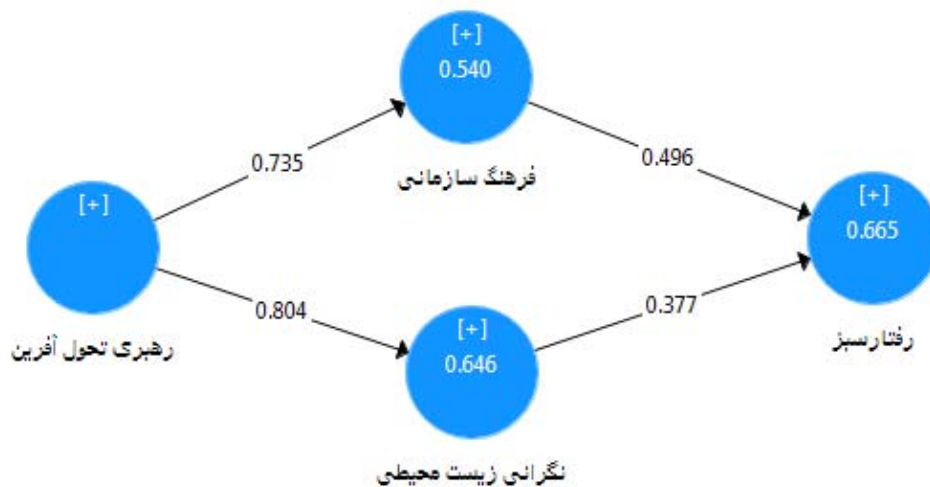 [+]
0.540
فرهنگ سازمانی
0.735
0.496
[+]
رهبری تحول آفرین
[+]
0.665
رفتارسبز
0.804
0.377
[+]
0.646
نگرانی زیست محیطی